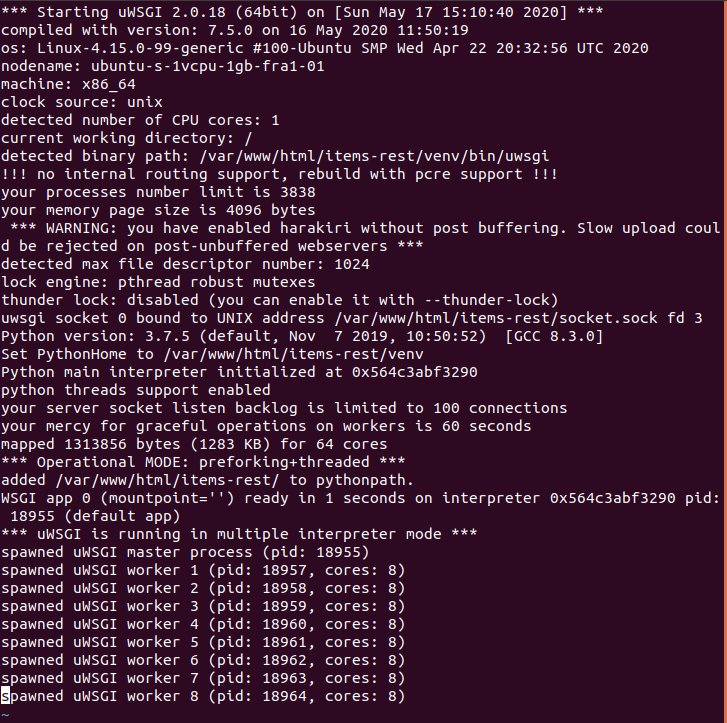 *** Starting uWSGI 2.0.18 (64bit) on [Sun May 17 15:10:40 2020] ***
compiled with version: 7.5.0 on 16 May 2020 11:50:19
os: Linux-4.15.0-99-generic #100-Ubuntu SMP Wed Apr 22 20:32:56 UTC 2020
nodename: ubuntu-s-1vcpu-1gb-fra1-01
machine: x86_64
clock source: unix
detected number of CPU cores: 1
current working directory: /
detected binary path: /var/www/html/items-rest/venv/bin/uwsgi
!!! no internal routing support, rebuild with pcre support !!!
your processes number limit is 3838
your memory page size is 4096 bytes
 *** WARNING: you have enabled harakiri without post buffering. Slow upload coul
d be rejected on post-unbuffered webservers ***
detected max file descriptor number: 1024
lock engine: pthread robust mutexes
thunder lock: disabled (you can enable it with --thunder-lock)
uwsgi socket 0 bound to UNIX address /var/www/html/items-rest/socket.sock fd 3
Python version: 3.7.5 (default, Nov  7 2019, 10:50:52)  [GCC 8.3.0]
Set PythonHome to /var/www/html/items-rest/venv
Python main interpreter initialized at 0x564c3abf3290
python threads support enabled
your server socket listen backlog is limited to 100 connections
your mercy for graceful operations on workers is 60 seconds
mapped 1313856 bytes (1283 KB) for 64 cores
*** Operational MODE: preforking+threaded ***
added /var/www/html/items-rest/ to pythonpath.
WSGI app 0 (mountpoint='') ready in 1 seconds on interpreter 0x564c3abf3290 pid:
 18955 (default app)
*** uWSGI is running in multiple interpreter mode ***
spawned uWSGI master process (pid: 18955)
spawned uWSGI worker 1 (pid: 18957, cores: 8)
spawned uWSGI worker 2 (pid: 18958, cores: 8)
spawned uWSGI worker 3 (pid: 18959, cores: 8)
spawned uWSGI worker 4 (pid: 18960, cores: 8)
spawned uWSGI worker 5 (pid: 18961, cores: 8)
spawned uWSGI worker 6 (pid: 18962, cores: 8)
spawned uWSGI worker 7 (pid: 18963, cores: 8)
spawned uWSGI worker 8 (pid: 18964, cores: 8)
~